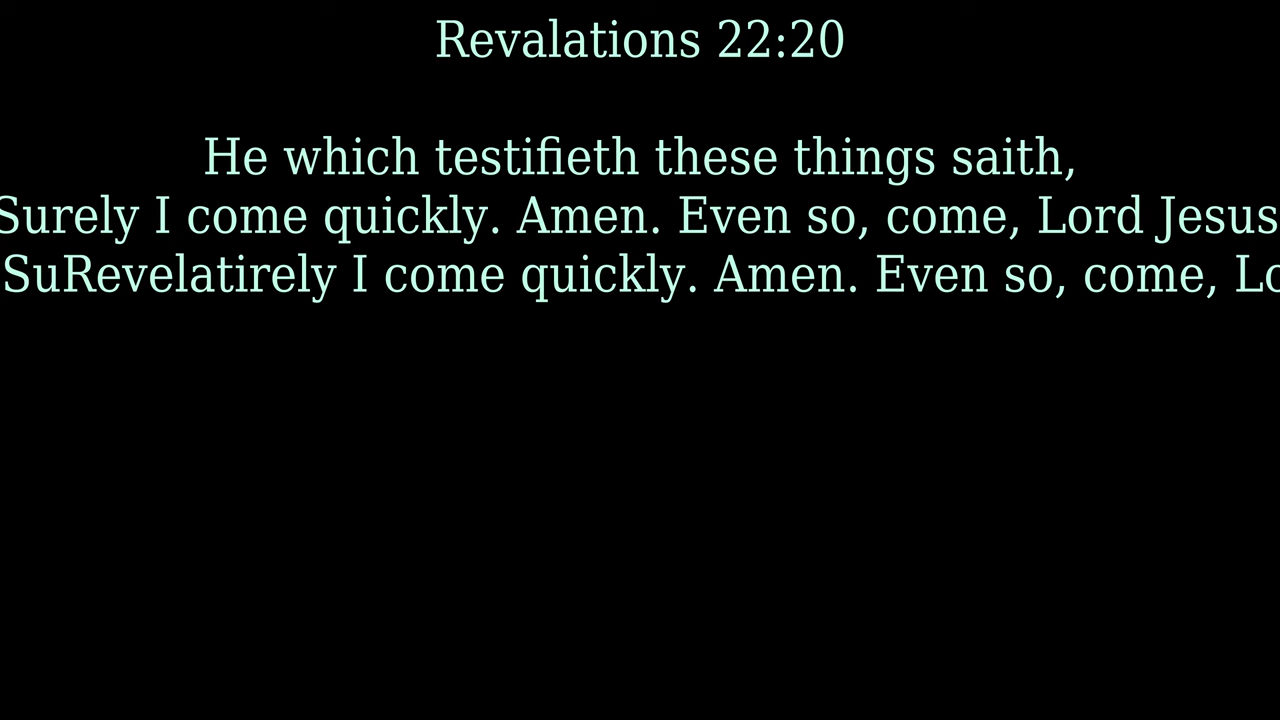 Revalations 22:20
He which testifieth these things saith,
Surely I come quickly. Amen. Even so, come, Lord Jesus
SuRevelatirely I come quickly. Amen. Even so, come, Lo